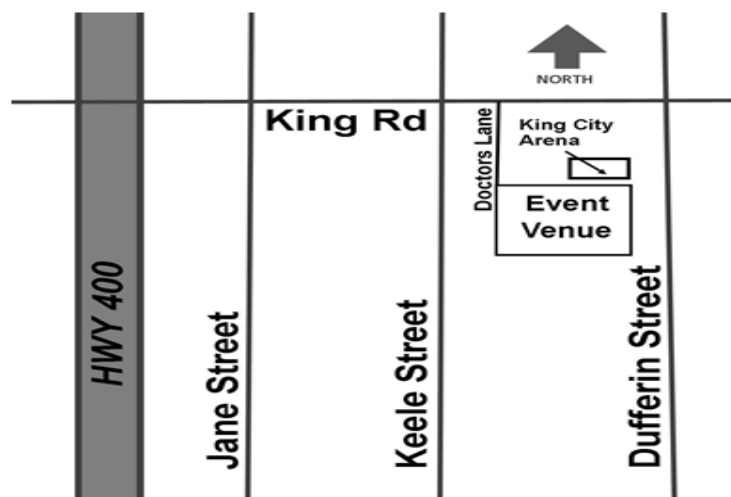 NORTH
King Rd
Doctors Lane
King City
Arena
Event
Venue
HWY 400
Jane Street
Keele Street
Dufferin Street